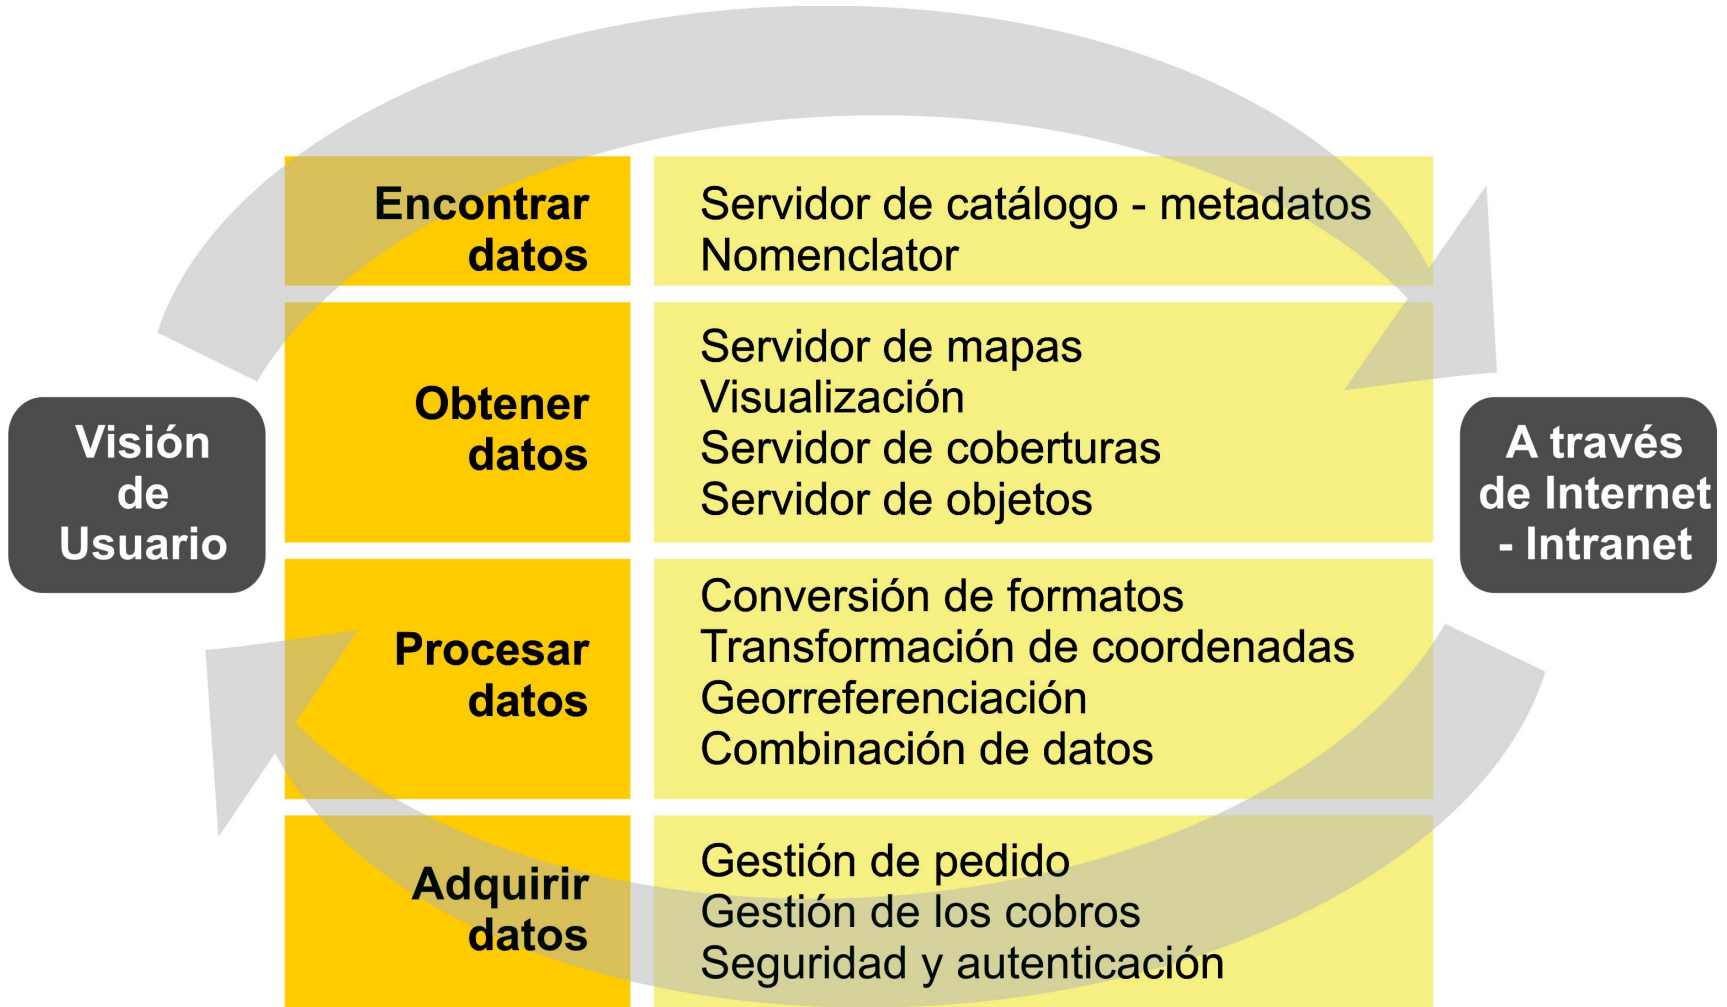 Encontrar
datos
Servidor de catálogo - metadatos
Nomenclator
Obtener
datos
Servidor de mapas
Visualización
Servidor de coberturas
Servidor de objetos
Visión
de
Usuario
A través
de Internet
- Intranet
Procesar
datos
Conversión de formatos
Transformación de coordenadas
Georreferenciación
Combinación de datos
Adquirir
datos
Gestión de pedido
Gestión de los cobros
Seguridad y autenticación